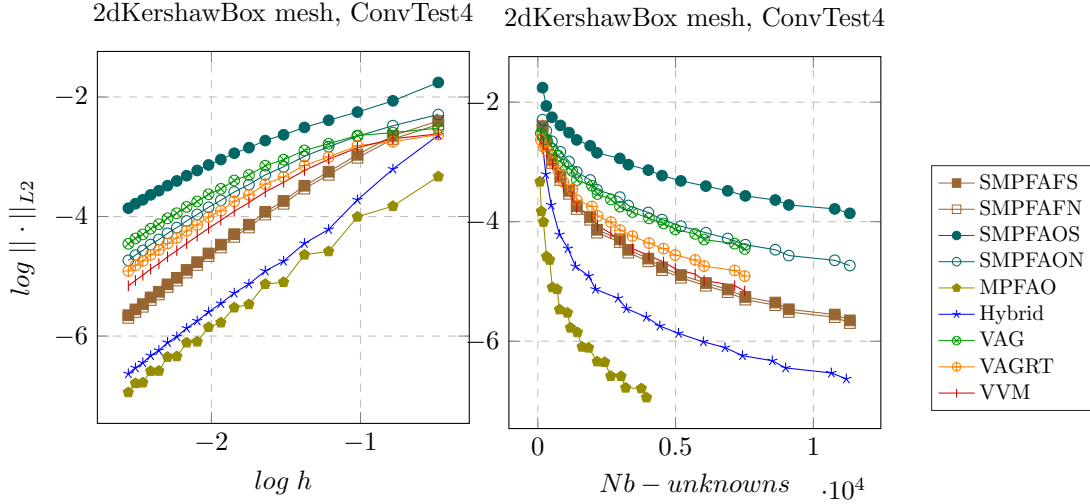 2dKershawBox mesh, ConvTest4
log || · ||L2
−2
−4
−6
−2
−1
log h
2dKershawBox mesh, ConvTest4
−2
−4
−6
0
0.5
1
·10^4
Nb − unknowns
SMPFAFS
SMPFAFN
SMPFAOS
SMPFAON
MPFAO
Hybrid
VAG
VAGRT
VVM